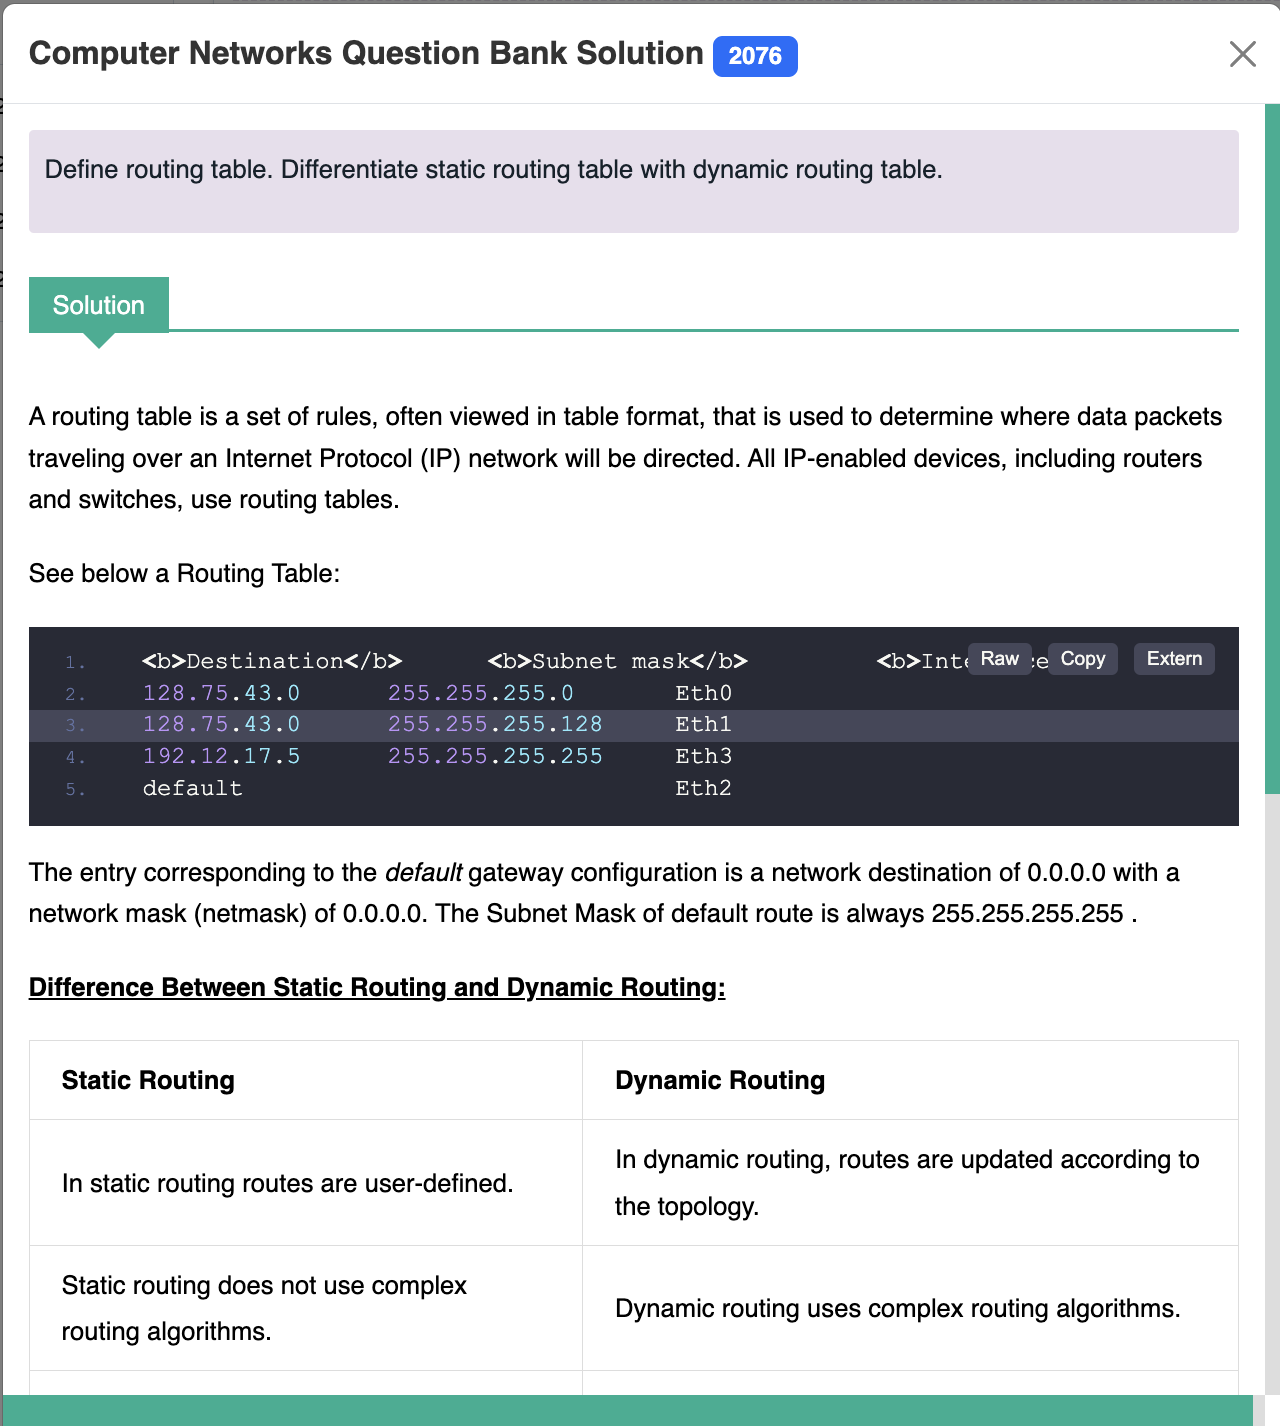 Computer Networks Question Bank Solution 2076
Define routing table. Differentiate static routing table with dynamic routing table.
Solution
A routing table is a set of rules, often viewed in table format, that is used to determine where data packets
traveling over an Internet Protocol (IP) network will be directed. All IP-enabled devices, including routers
and switches, use routing tables.
See below a Routing Table:
1. <b>Destination</b> <b>Subnet mask</b> <b>Inte Raw Copy Extern
2. 128.75.43.0 255.255.255.0 Eth0
3. 128.75.43.0 255.255.255.128 Eth1
4. 192.12.17.5 255.255.255.255 Eth3
5. default Eth2
The entry corresponding to the default gateway configuration is a network destination of 0.0.0.0 with a
network mask (netmask) of 0.0.0.0. The Subnet Mask of default route is always 255.255.255.255 .
Difference Between Static Routing and Dynamic Routing:
Static Routing Dynamic Routing
In static routing routes are user-defined.
In dynamic routing, routes are updated according to
the topology.
Static routing does not use complex
routing algorithms.
Dynamic routing uses complex routing algorithms.